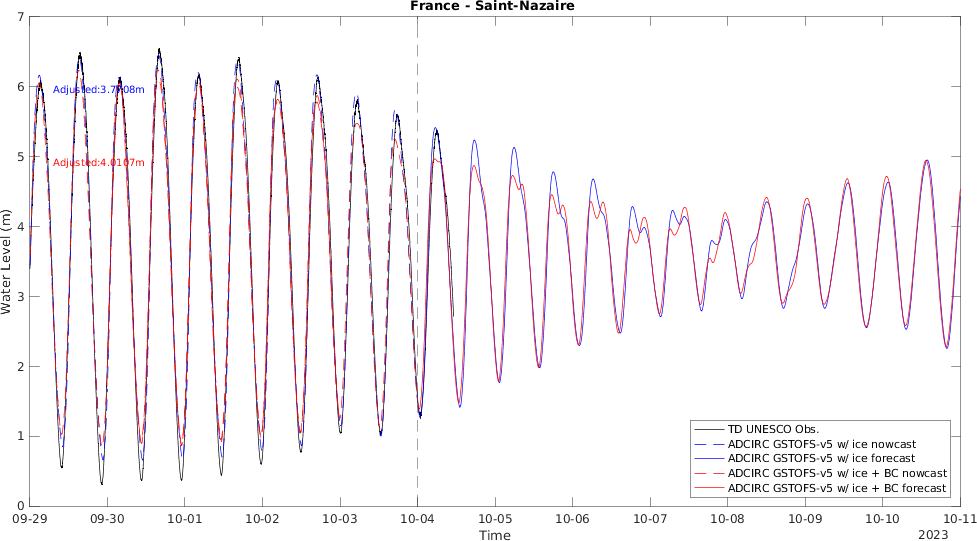 France - Saint-Nazaire
7
6
5
4
3
2
1
0
Water Level (m)
Adjusted:4.0107m
09-29
09-30
10-01
10-02
10-03
10-04
10-05
10-06
10-07
10-08
10-09
10-10
10-11
Time
2023
TD UNESCO Obs.
ADCIRC GSTOFS-v5 w/ ice nowcast
ADCIRC GSTOFS-v5 w/ ice forecast
ADCIRC GSTOFS-v5 w/ ice + BC nowcast
ADCIRC GSTOFS-v5 w/ ice + BC forecast